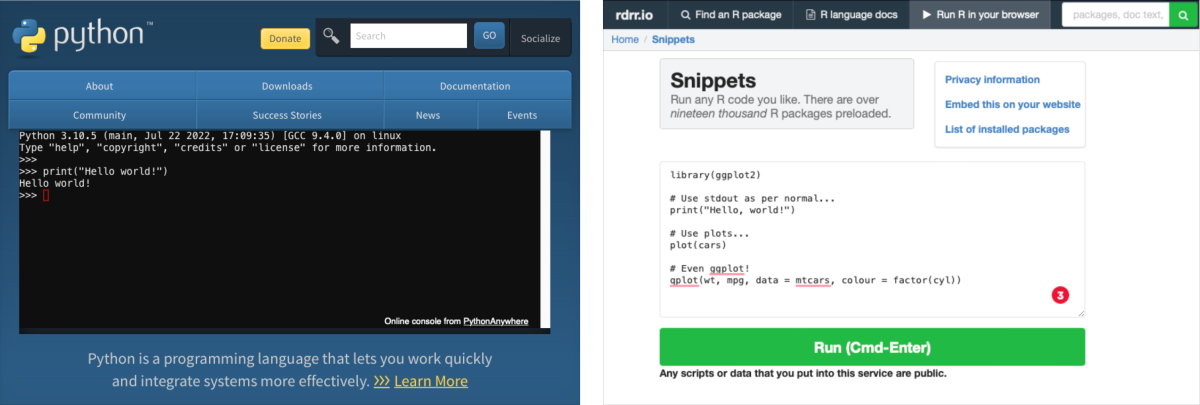 python™
Donate
Search
GO
Socialize
About
Downloads
Documentation
Community
Success Stories
News
Events
Python 3.10.5 (main, Jul 22 2022, 17:09:35) [GCC 9.4.0] on linux
Type "help", "copyright", "credits" or "license" for more information.
>>>
>>> print("Hello world!")
Hello world!
>>>
Online console from PythonAnywhere
Python is a programming language that lets you work quickly
and integrate systems more effectively. >>> Learn More
rdrr.io
Find an R package
R language docs
Run R in your browser
packages, doc text,
Home / Snippets
Snippets
Run any R code you like. There are over
nineteen thousand R packages preloaded.
Privacy information
Embed this on your website
List of installed packages
library(ggplot2)
# Use stdout as per normal...
print("Hello, world!")
# Use plots...
plot(cars)
# Even ggplot!
qplot(wt, mpg, data = mtcars, colour = factor(cyl))
3
Run (Cmd-Enter)
Any scripts or data that you put into this service are public.